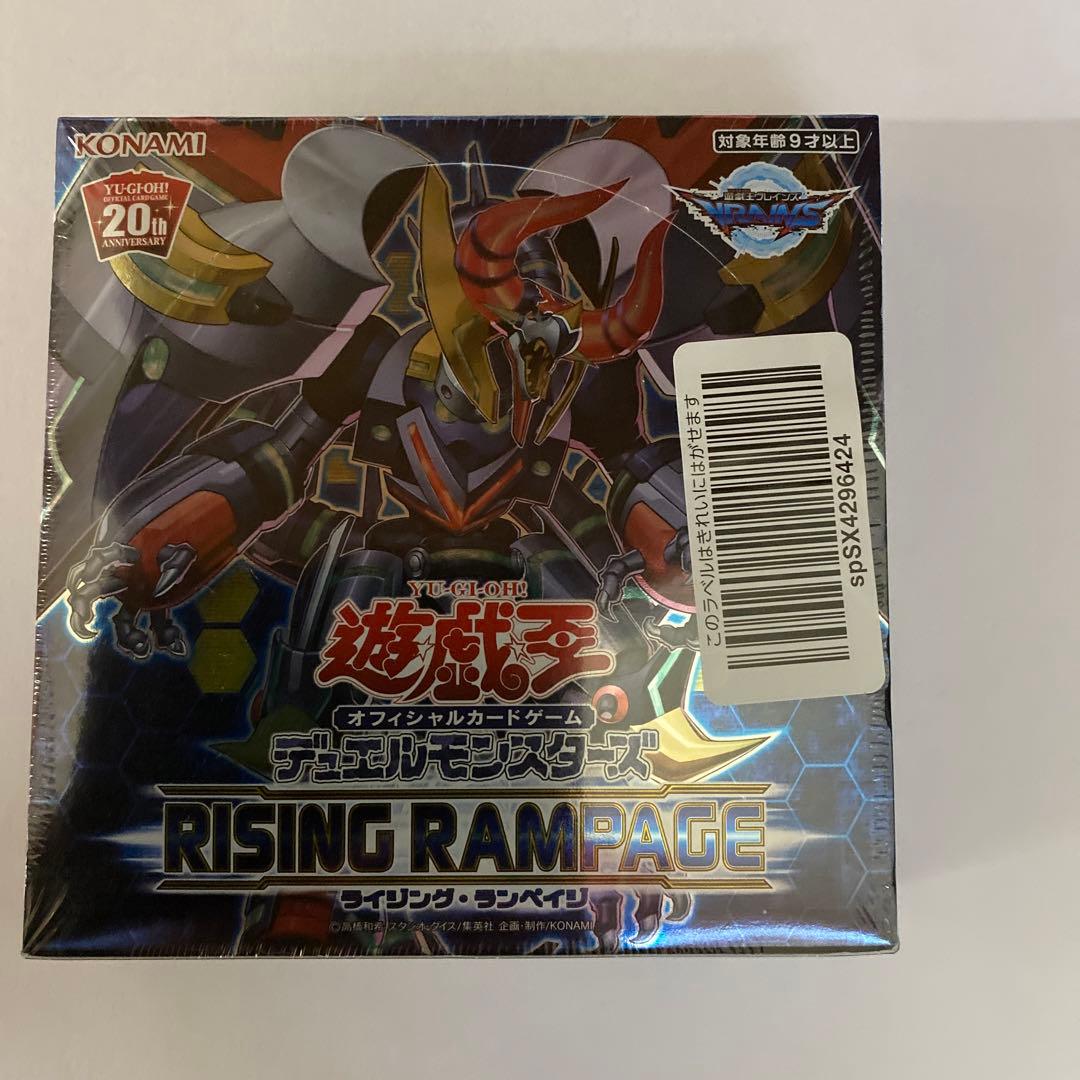 KONAMI
対象年齢9才以上
YU-GI-OH!
OFFICIAL CARD GAME
20th
ANNIVERSARY
遊戯王ヴレインズ
VRAINS
このラベルはきれいにはがせます
spSX4296424
YU-GI-OH!
遊戯王
オフィシャルカードゲーム
デュエルモンスターズ
RISING RAMPAGE
ライジング・ランペイジ
©高橋和希 スタジオ・ダイス/集英社 企画・制作/KONAMI